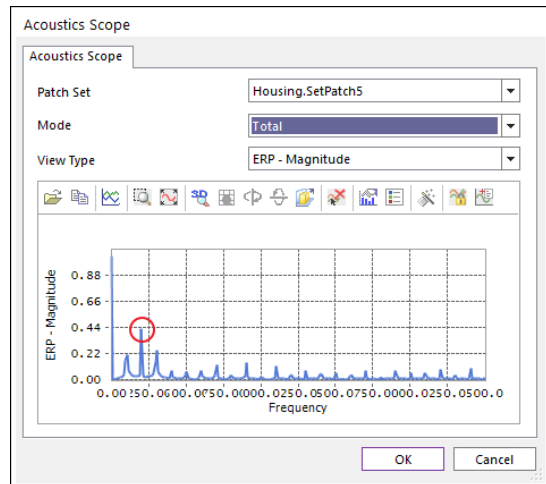 Acoustics Scope
Acoustics Scope
Patch Set Housing.SetPatch5
Mode Total
View Type ERP - Magnitude
3D
0.88
0.66
0.44
0.22
0.00
ERP - Magnitude
Frequency
OK Cancel